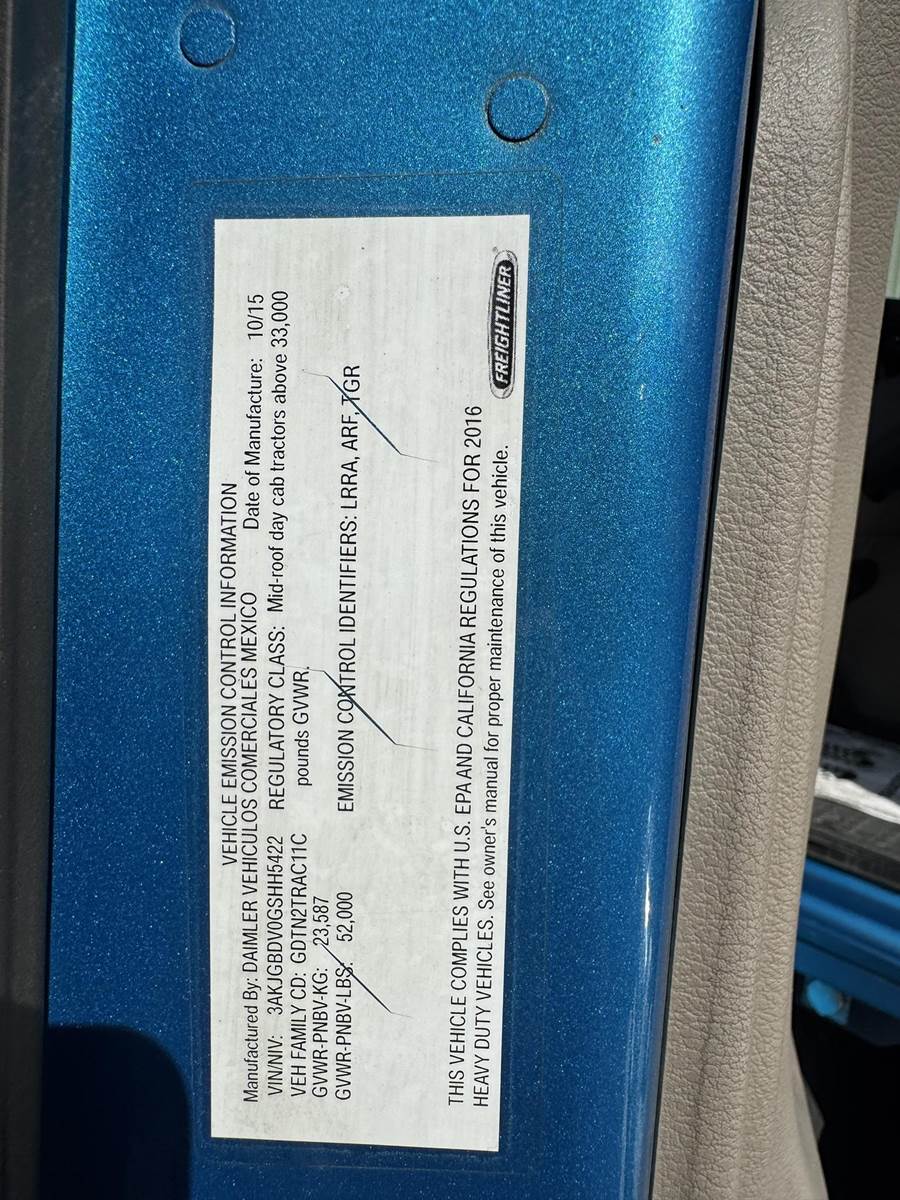 VEHICLE EMISSION CONTROL INFORMATION
Manufactured By: DAIMLER VEHICULOS COMERCIALES MEXICO Date of Manufacture: 10/15
VIN/NIV: 3AKJGBDV0GSHH5422 REGULATORY CLASS: Mid-roof day cab tractors above 33,000
VEH FAMILY CD: GDTN2TRAC11C pounds GVWR.
GVWR-PNBV-KG: 23,587
GVWR-PNBV-LBS: 52,000 EMISSION CONTROL IDENTIFIERS: LRRA, ARF, TGR
THIS VEHICLE COMPLIES WITH U.S. EPA AND CALIFORNIA REGULATIONS FOR 2016
HEAVY DUTY VEHICLES. See owner's manual for proper maintenance of this vehicle.
FREIGHTLINER®